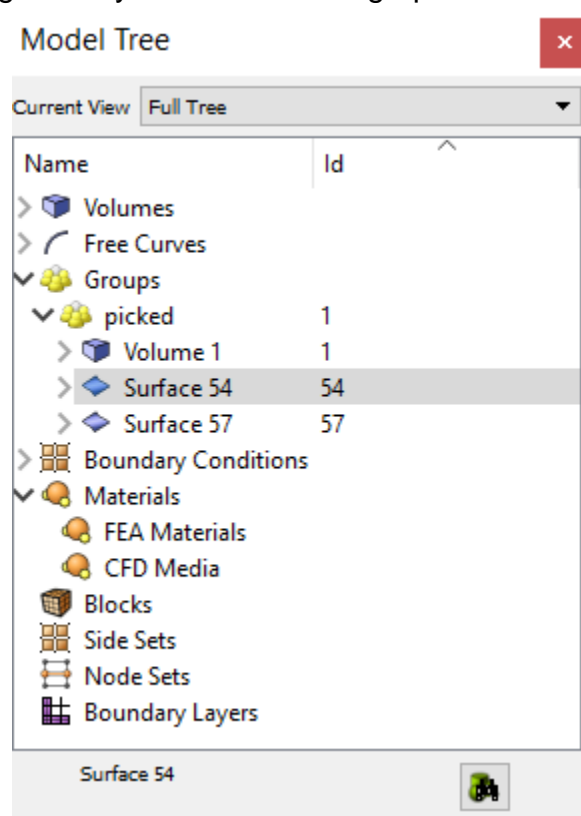 Model Tree
Current View Full Tree
Name Id
Volumes
Free Curves
Groups
picked 1
Volume 1 1
Surface 54 54
Surface 57 57
Boundary Conditions
Materials
FEA Materials
CFD Media
Blocks
Side Sets
Node Sets
Boundary Layers
Surface 54